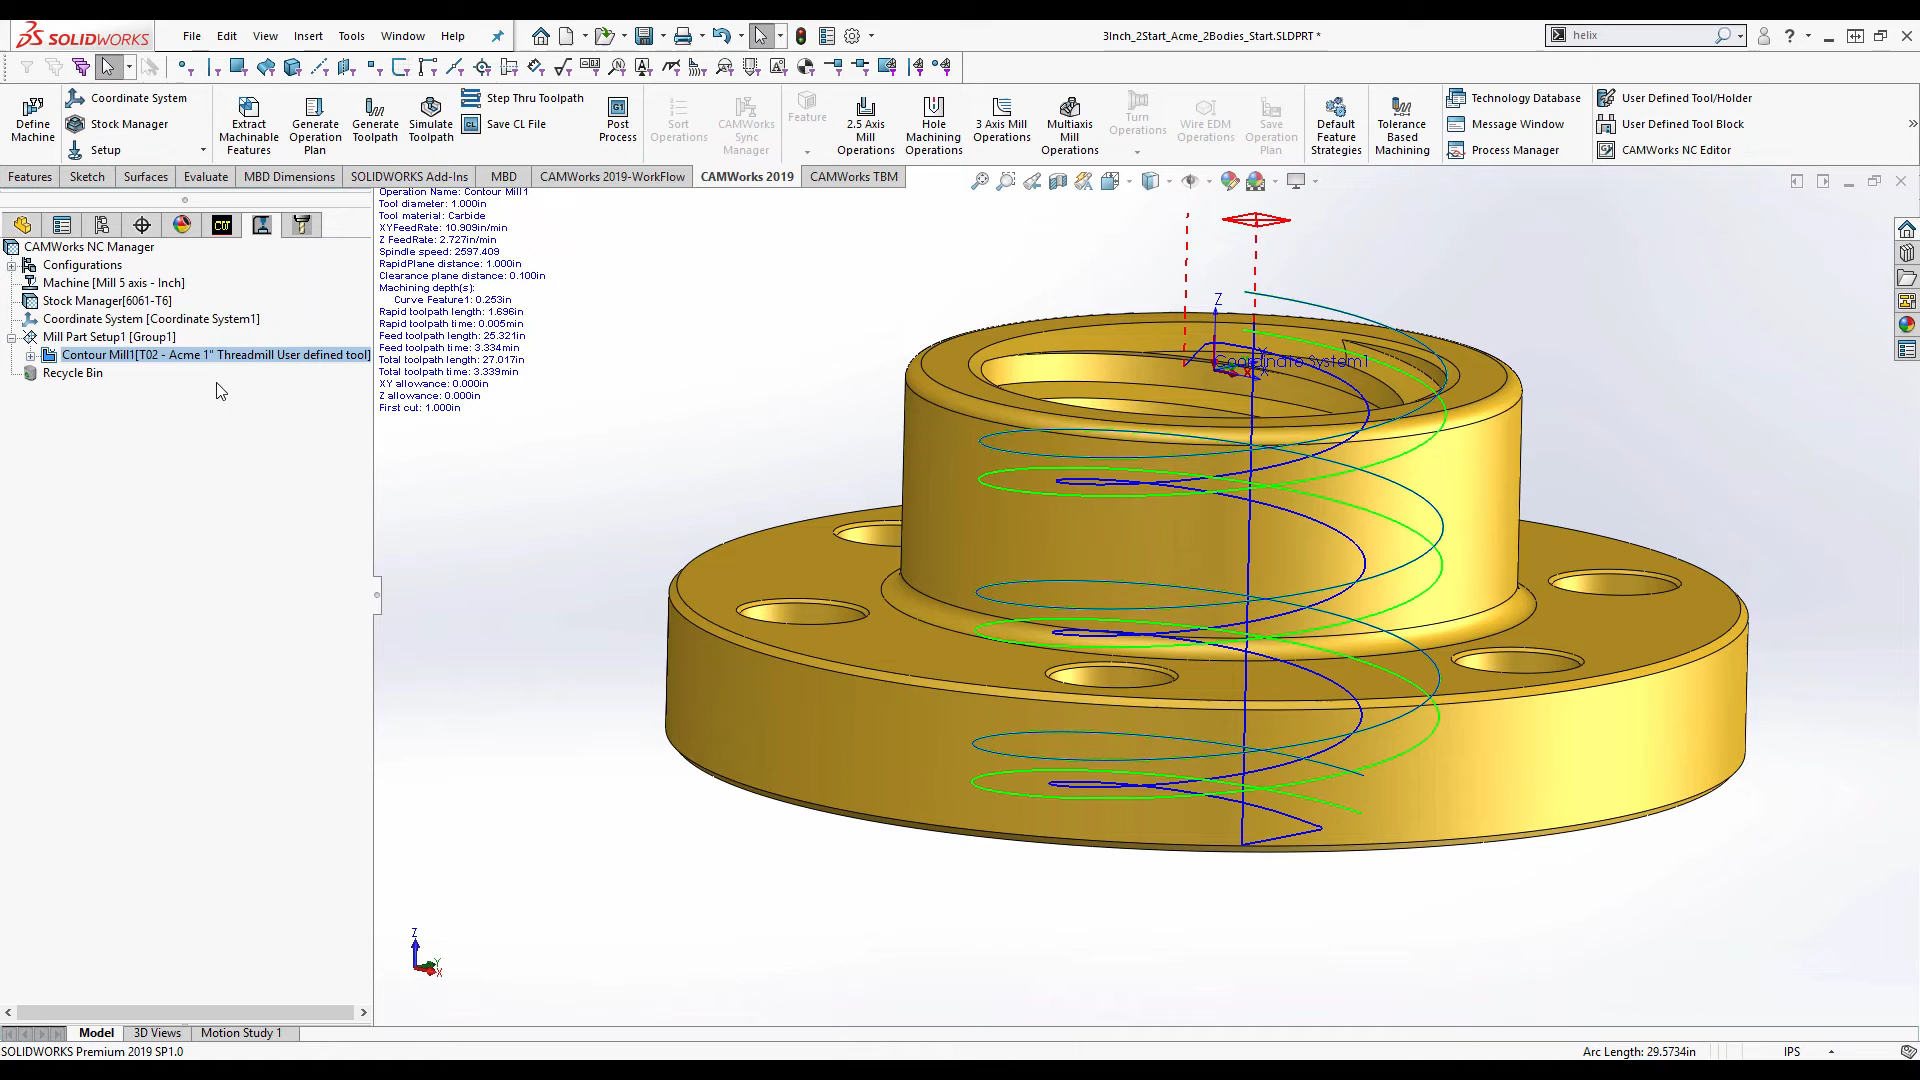 SOLIDWORKS
File Edit View Insert Tools Window Help
3Inch_2Start_Acme_2Bodies_Start.SLDPRT *
helix
Define Machine
Coordinate System
Stock Manager
Setup
Extract Machinable Features
Generate Operation Plan
Generate Toolpath
Simulate Toolpath
Step Thru Toolpath
Save CL File
Post Process
Sort Operations
CAMWorks Sync Manager
Feature
2.5 Axis Mill Operations
Hole Machining Operations
3 Axis Mill Operations
Multiaxis Mill Operations
Turn Operations
Wire EDM Operations
Save Operation Plan
Default Feature Strategies
Tolerance Based Machining
Technology Database
Message Window
Process Manager
User Defined Tool/Holder
User Defined Tool Block
CAMWorks NC Editor
Features Sketch Surfaces Evaluate MBD Dimensions SOLIDWORKS Add-Ins MBD CAMWorks 2019-WorkFlow CAMWorks 2019 CAMWorks TBM
CAMWorks NC Manager
Configurations
Machine [Mill 5 axis - Inch]
Stock Manager[6061-T6]
Coordinate System [Coordinate System1]
Mill Part Setup1 [Group1]
Contour Mill1[T02 - Acme 1" Threadmill User defined tool]
Recycle Bin
Operation Name: Contour Mill1
Tool diameter: 1.000in
Tool material: Carbide
XYFeedRate: 10.909in/min
Z FeedRate: 2.727in/min
Spindle speed: 2597.409
RapidPlane distance: 1.000in
Clearance plane distance: 0.100in
Machining depth(s):
Curve Feature1: 0.253in
Rapid toolpath length: 1.696in
Rapid toolpath time: 0.005min
Feed toolpath length: 25.321in
Feed toolpath time: 3.334min
Total toolpath length: 27.017in
Total toolpath time: 3.339min
XY allowance: 0.000in
Z allowance: 0.000in
First cut: 1.000in
Z
Coordinate System1
X
Z
Y
X
Model 3D Views Motion Study 1
SOLIDWORKS Premium 2019 SP1.0
Arc Length: 29.5734in
IPS